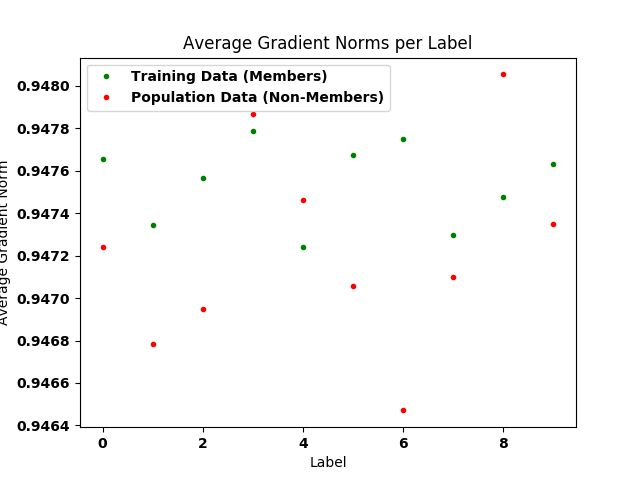 Average Gradient Norms per Label
Training Data (Members)
Population Data (Non-Members)
Average Gradient Norm
0.9480
0.9478
0.9476
0.9474
0.9472
0.9470
0.9468
0.9466
0.9464
0 2 4 6 8
Label